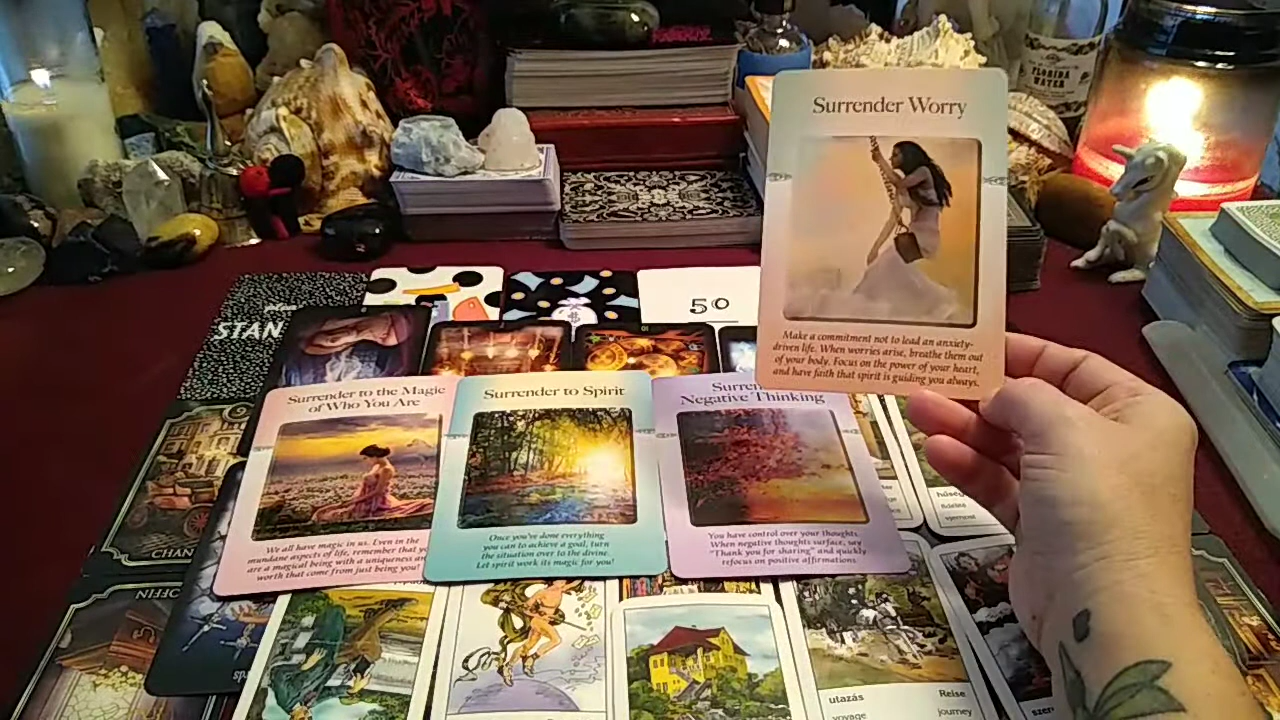 Surrender Worry
Make a commitment not to lead an anxiety-
driven life. When worries arise, breathe them out
of your body. Focus on the power of your heart,
and have faith that spirit is guiding you always.
FLORIDA
WATER
50
STAN
Surrender to the Magic
of Who You Are
We all have magic in us. Even in the
mundane aspects of life, remember that
are a magical being with a uniqueness
worth that come from just being you!
Surrender to Spirit
Once you've done everything
you can to achieve a goal, turn
the situation over to the divine.
Let spirit work its magic for you!
Surren
Negative Thinking
You have control over your thoughts.
When negative thoughts surface, say
"Thank you for sharing" and quickly
refocus on positive affirmations.
CHAN
OFFIN
hűség
fidelité
utazás Reise
voyage journey
szer